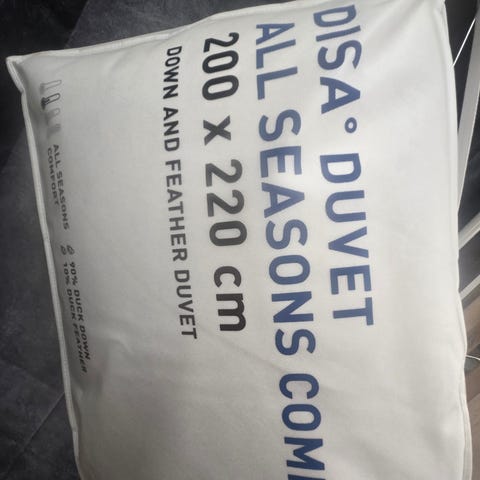 DISA° DUVET
ALL SEASONS COM
200 x 220 cm
DOWN AND FEATHER DUVET
ALL SEASONS
COMFORT
90% DUCK DOWN
10% DUCK FEATHER